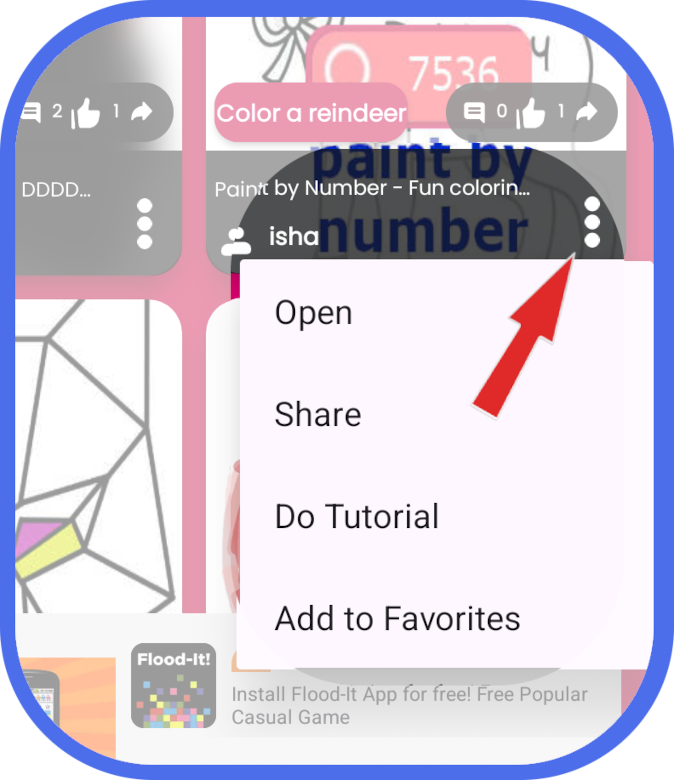 7536
2 1
Color a reindeer
0 1
paint by
DDDD...
Paint by Number - Fun colorin...
isha
number
Open
Share
Do Tutorial
Add to Favorites
Flood-It!
Install Flood-It App for free! Free Popular
Casual Game